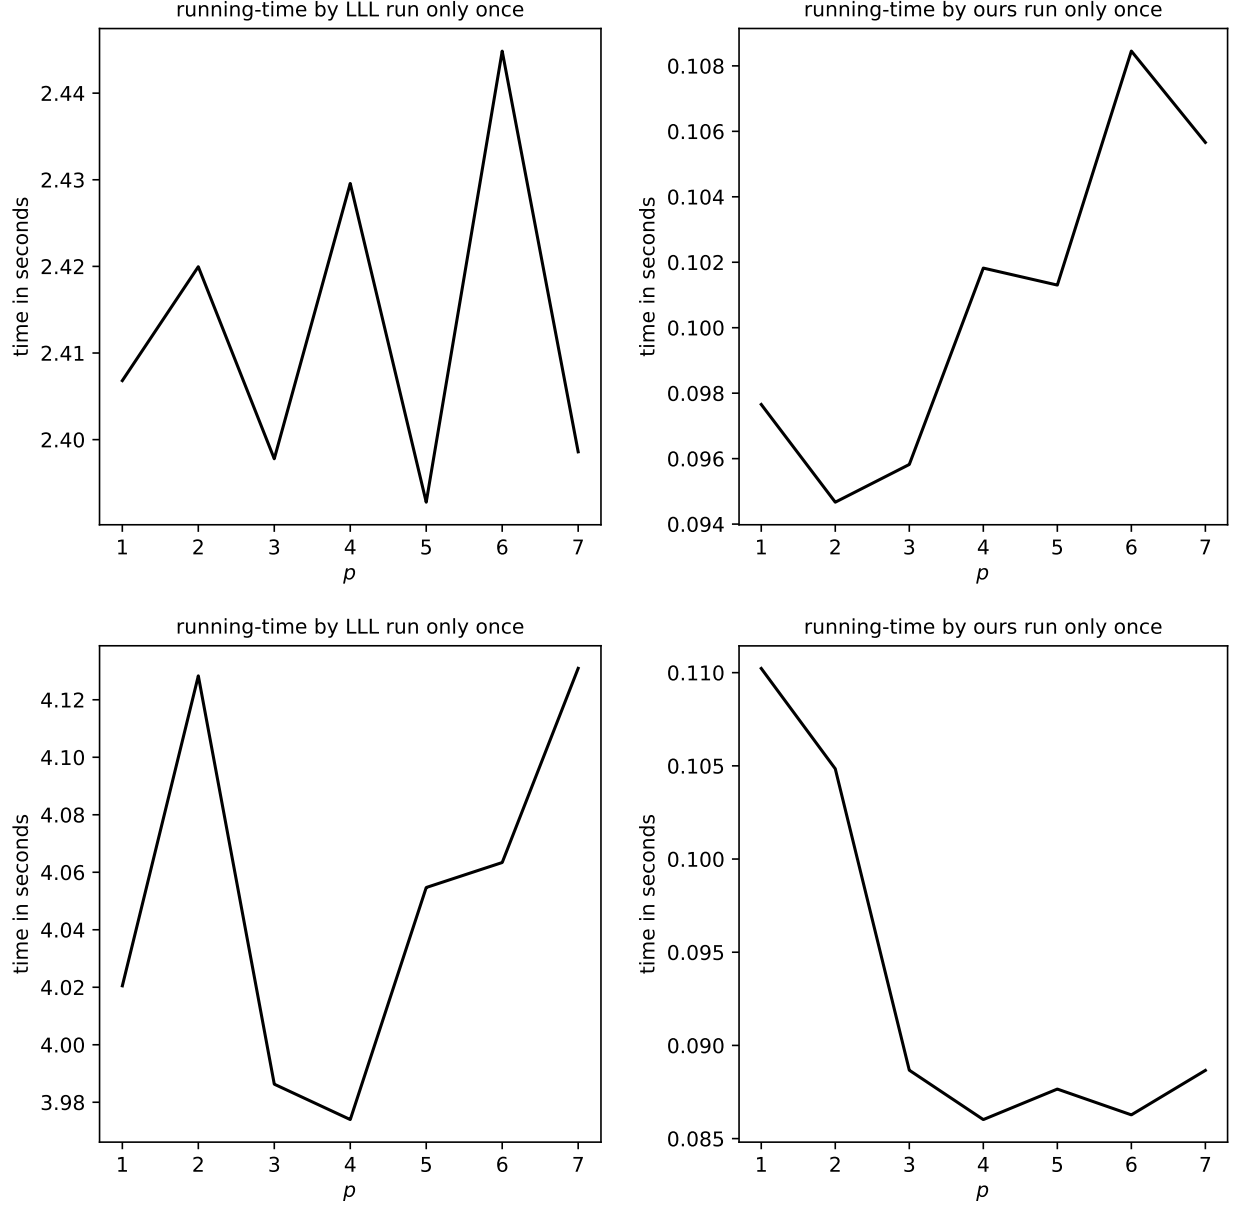 running-time by LLL run only once
time in seconds
2.44
2.43
2.42
2.41
2.40
1 2 3 4 5 6 7
p
running-time by ours run only once
time in seconds
0.108
0.106
0.104
0.102
0.100
0.098
0.096
0.094
1 2 3 4 5 6 7
p
running-time by LLL run only once
time in seconds
4.12
4.10
4.08
4.06
4.04
4.02
4.00
3.98
1 2 3 4 5 6 7
p
running-time by ours run only once
time in seconds
0.110
0.105
0.100
0.095
0.090
0.085
1 2 3 4 5 6 7
p